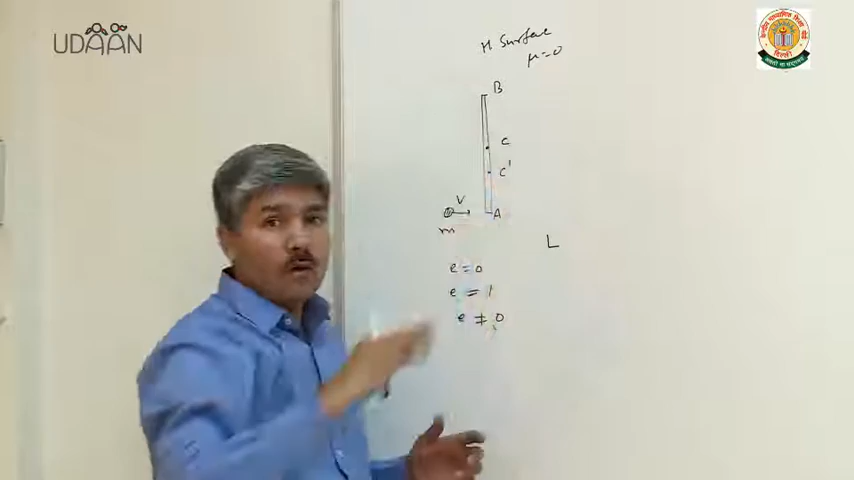 UDAAN
H Surface
μ=0
B
C
C'
V
A
m
L
e = 0
e = 1
e ≠ 0